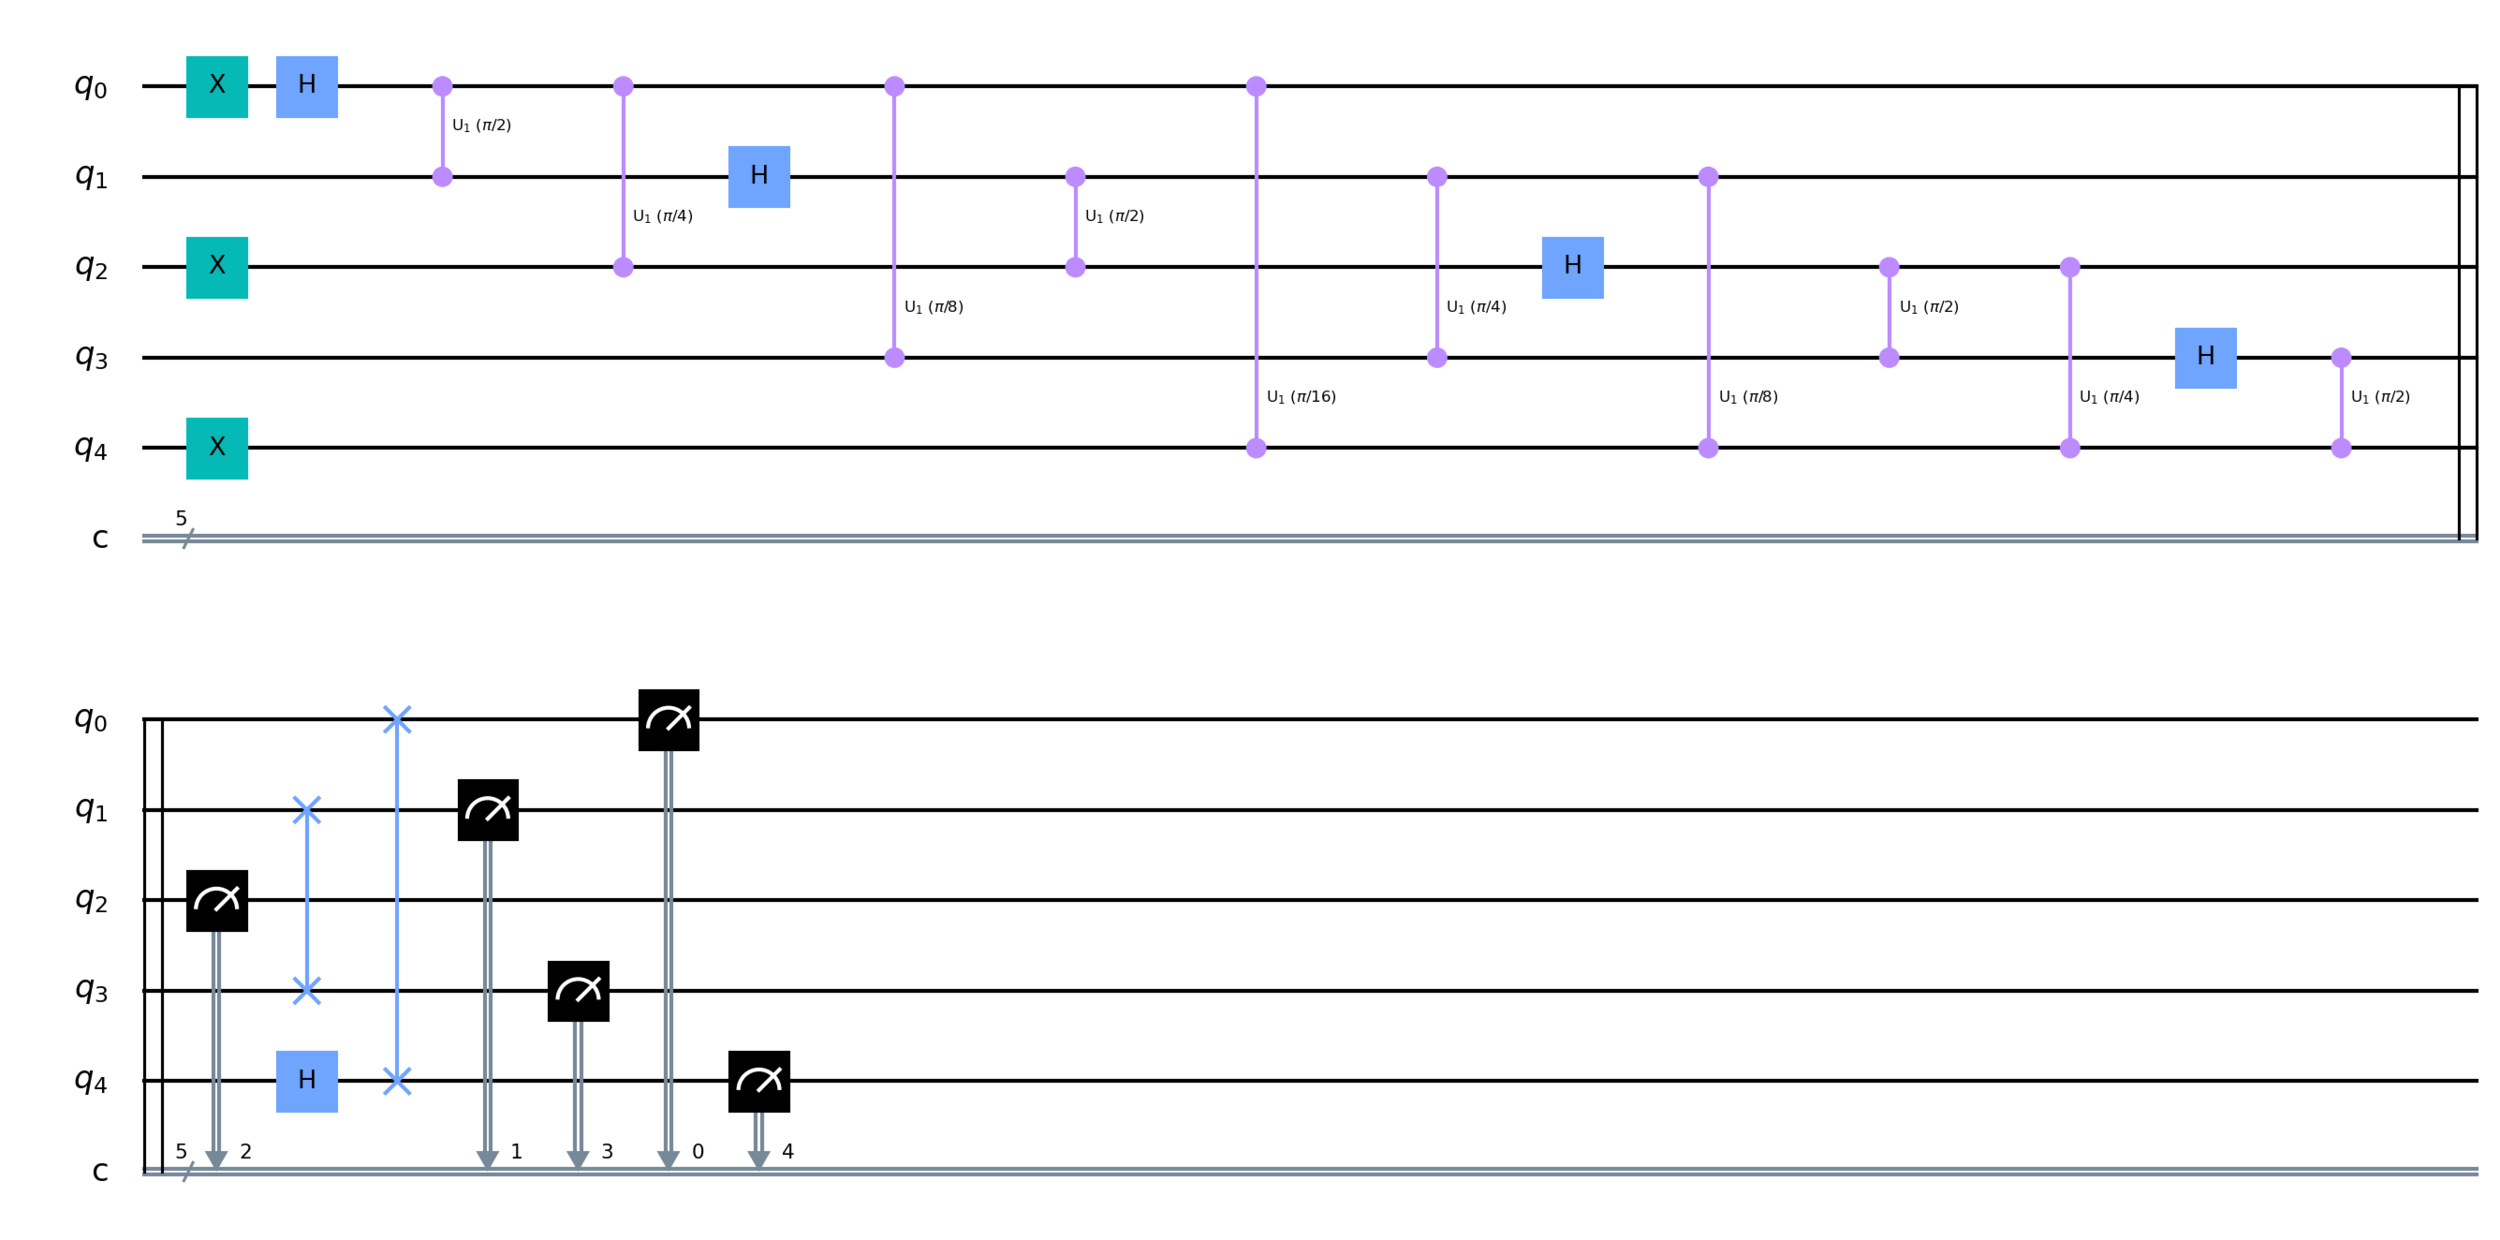 q0 X H
U1 (π/2)
q1 H
U1 (π/4) U1 (π/2)
q2 X H
U1 (π/8) U1 (π/4) U1 (π/2)
q3 H
U1 (π/16) U1 (π/8) U1 (π/4) U1 (π/2)
q4 X
5
c
q0
q1
q2
q3
q4 H
5 2 1 3 0 4
c